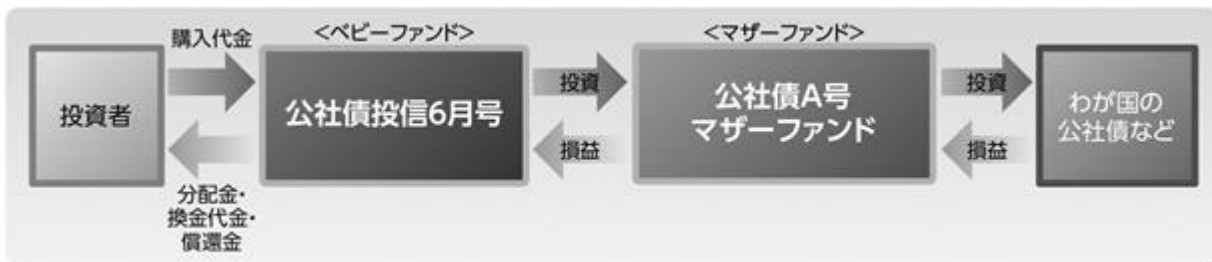 購入代金
<ベビーファンド>
<マザーファンド>
投資者
公社債投信6月号
投資
損益
公社債A号
マザーファンド
投資
損益
わが国の
公社債など
分配金・
換金代金・
償還金